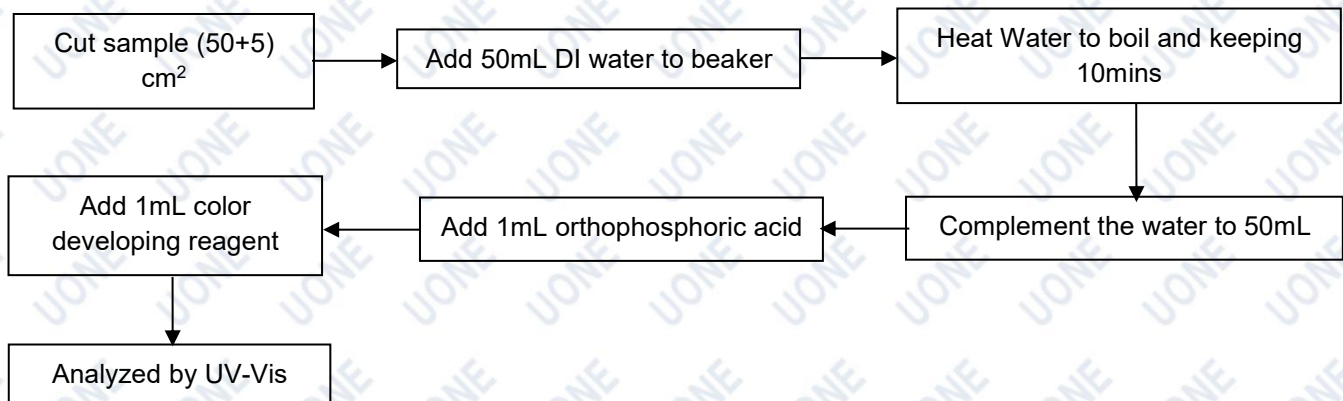 Cut sample (50+5)
cm²
Add 50mL DI water to beaker
Heat Water to boil and keeping
10mins
Complement the water to 50mL
Add 1mL orthophosphoric acid
Add 1mL color
developing reagent
Analyzed by UV-Vis
UONE